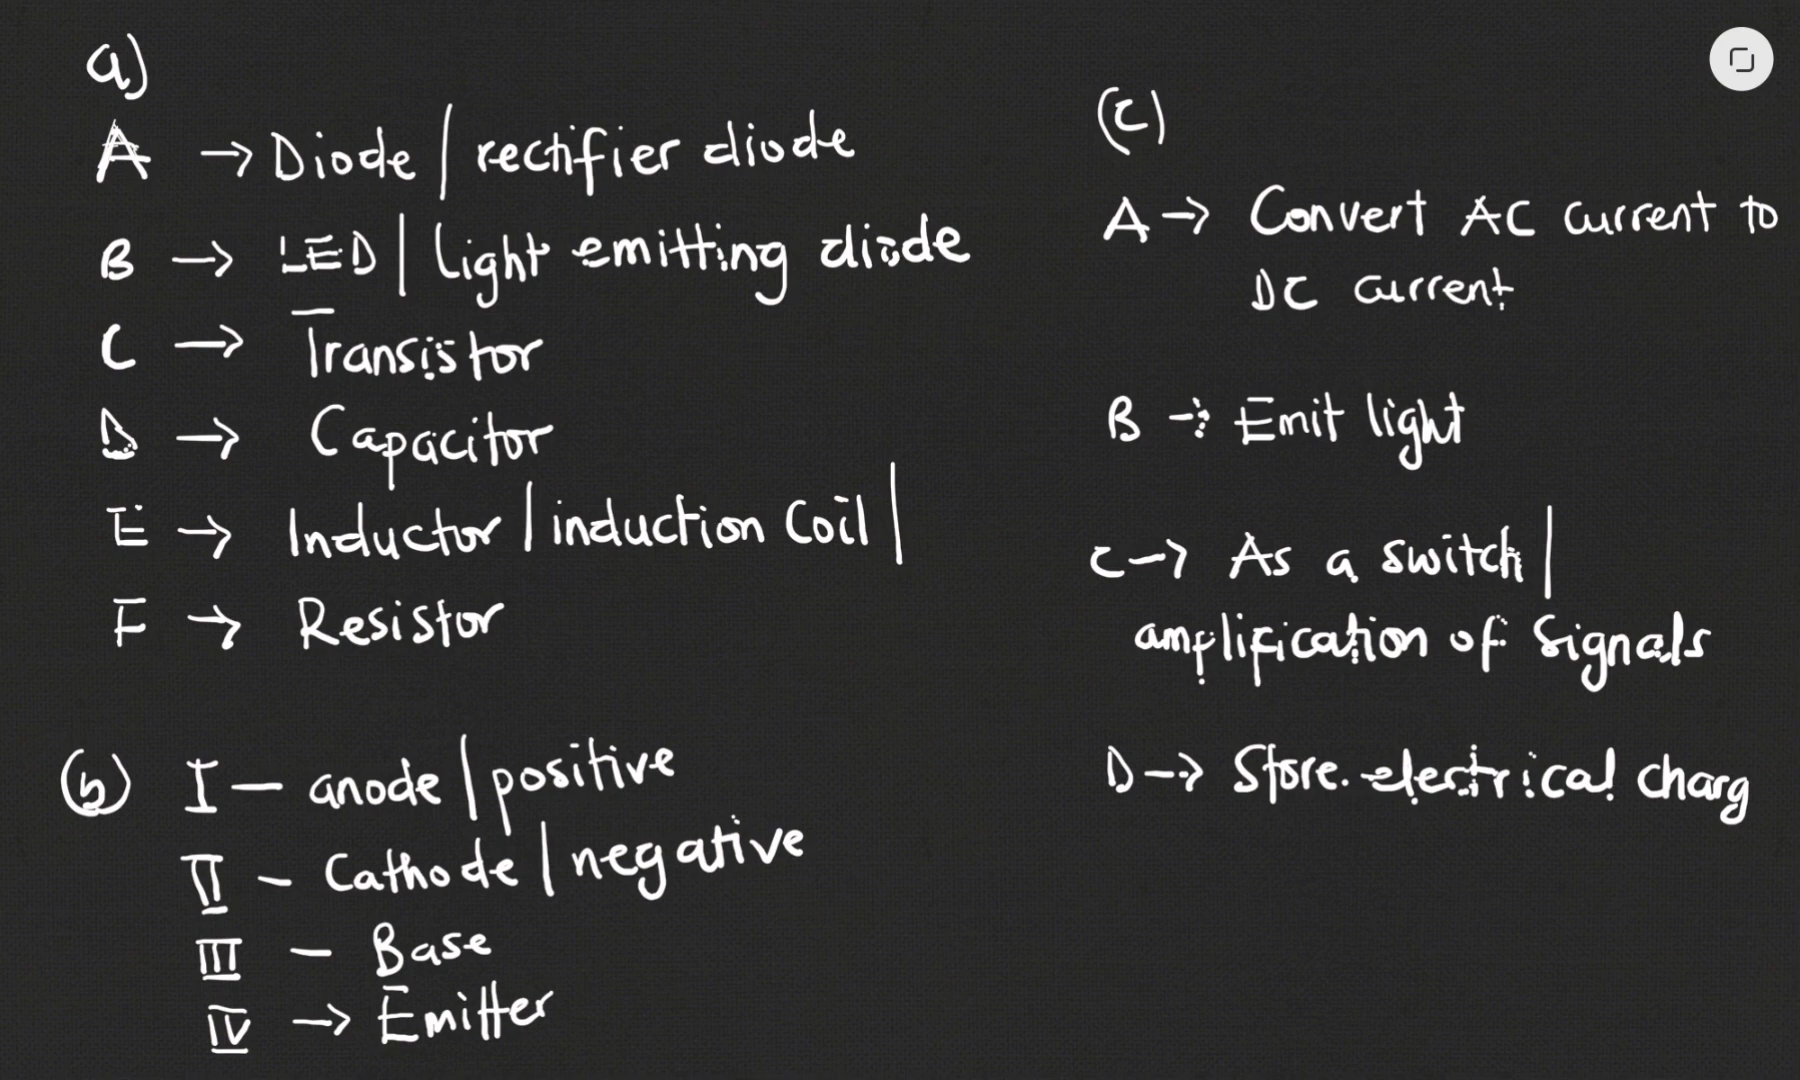 a)
A → Diode / rectifier diode
B → LED / light emitting diode
C → Transistor
D → Capacitor
E → Inductor / induction Coil /
F → Resistor
(b) I — anode / positive
II — Cathode / negative
III — Base
IV → Emitter
(c)
A → Convert AC current to
DC current
B → Emit light
C → As a switch /
amplification of signals
D → Store electrical charg